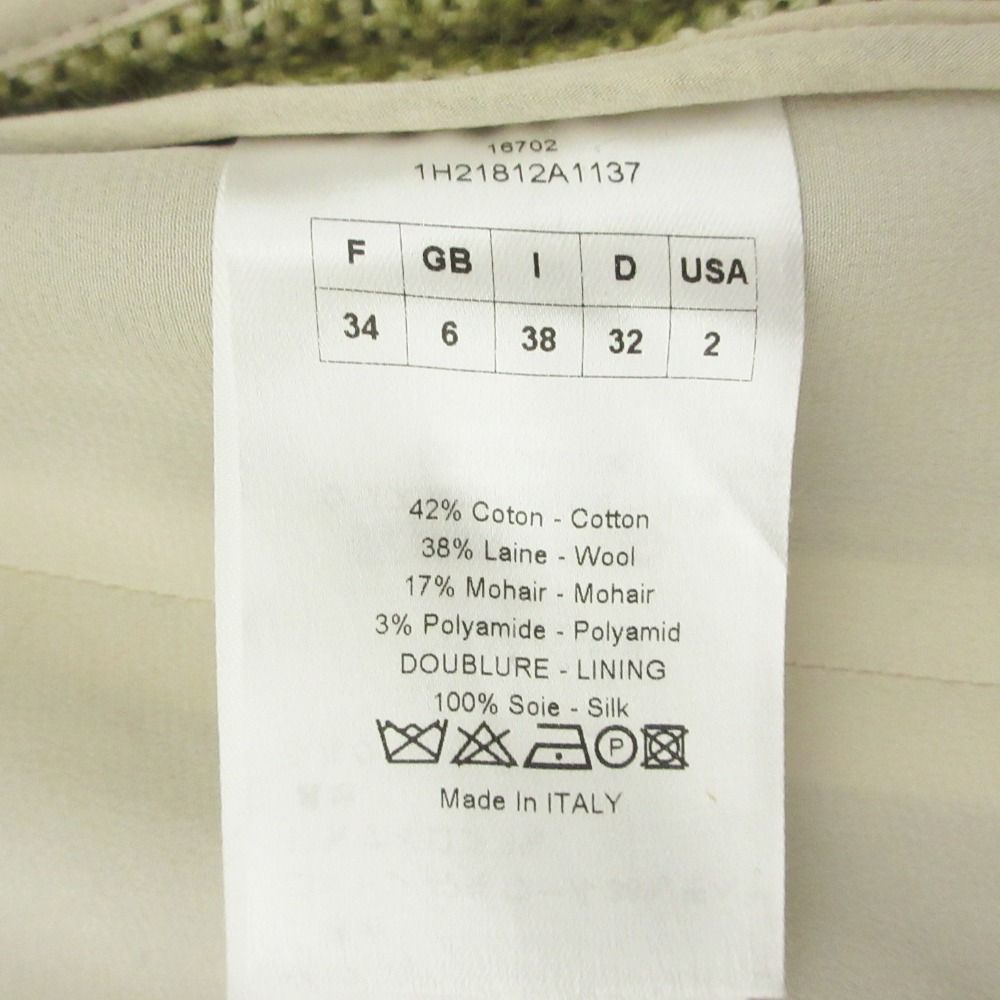 16702
1H21812A1137
F GB I D USA
34 6 38 32 2
42% Coton - Cotton
38% Laine - Wool
17% Mohair - Mohair
3% Polyamide - Polyamid
DOUBLURE - LINING
100% Soie - Silk
P
Made In ITALY